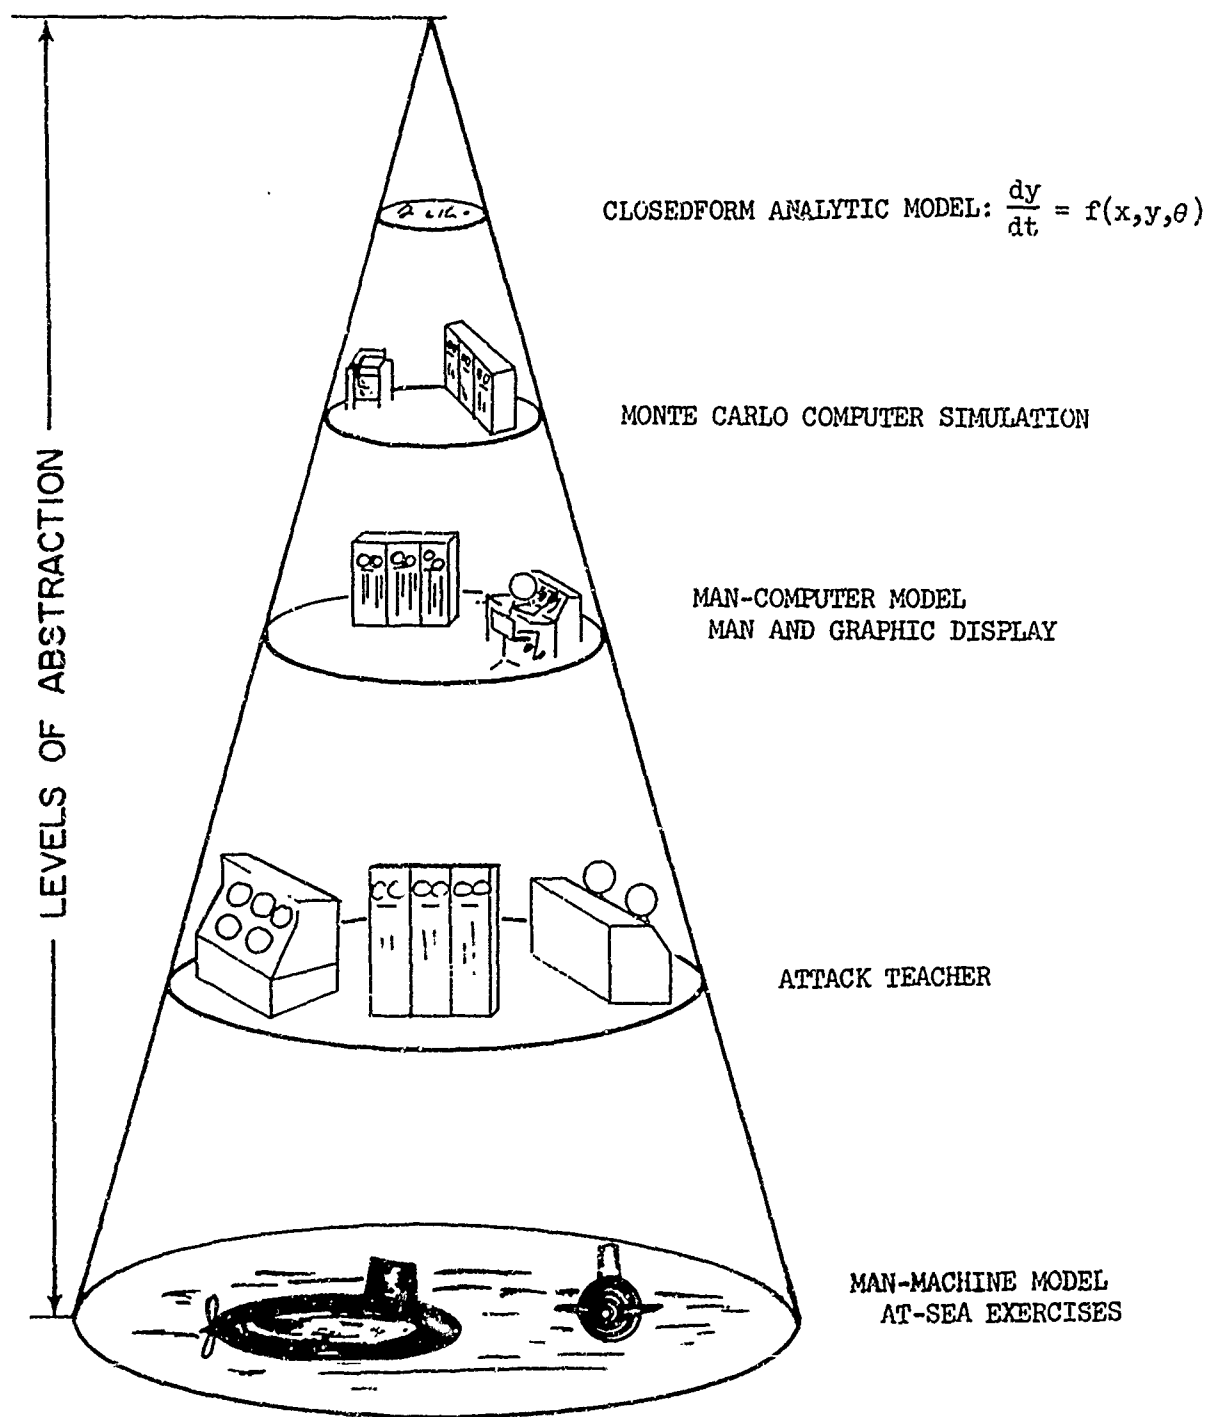 LEVELS OF ABSTRACTION
CLOSEDFORM ANALYTIC MODEL: dy/dt = f(x,y,θ)
MONTE CARLO COMPUTER SIMULATION
MAN-COMPUTER MODEL
MAN AND GRAPHIC DISPLAY
ATTACK TEACHER
MAN-MACHINE MODEL
AT-SEA EXERCISES